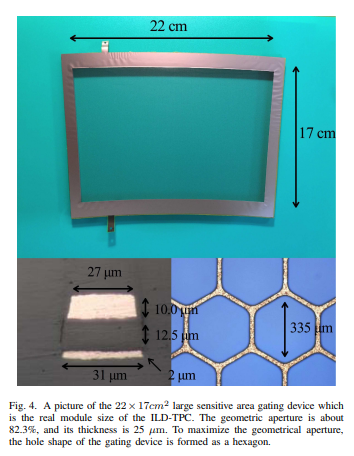 22 cm
17 cm
27 μm
10.0 μm
12.5 μm
335 μm
31 μm
2 μm
Fig. 4. A picture of the 22 × 17cm² large sensitive area gating device which
is the real module size of the ILD-TPC. The geometric aperture is about
82.3%, and its thickness is 25 μm. To maximize the geometrical aperture,
the hole shape of the gating device is formed as a hexagon.